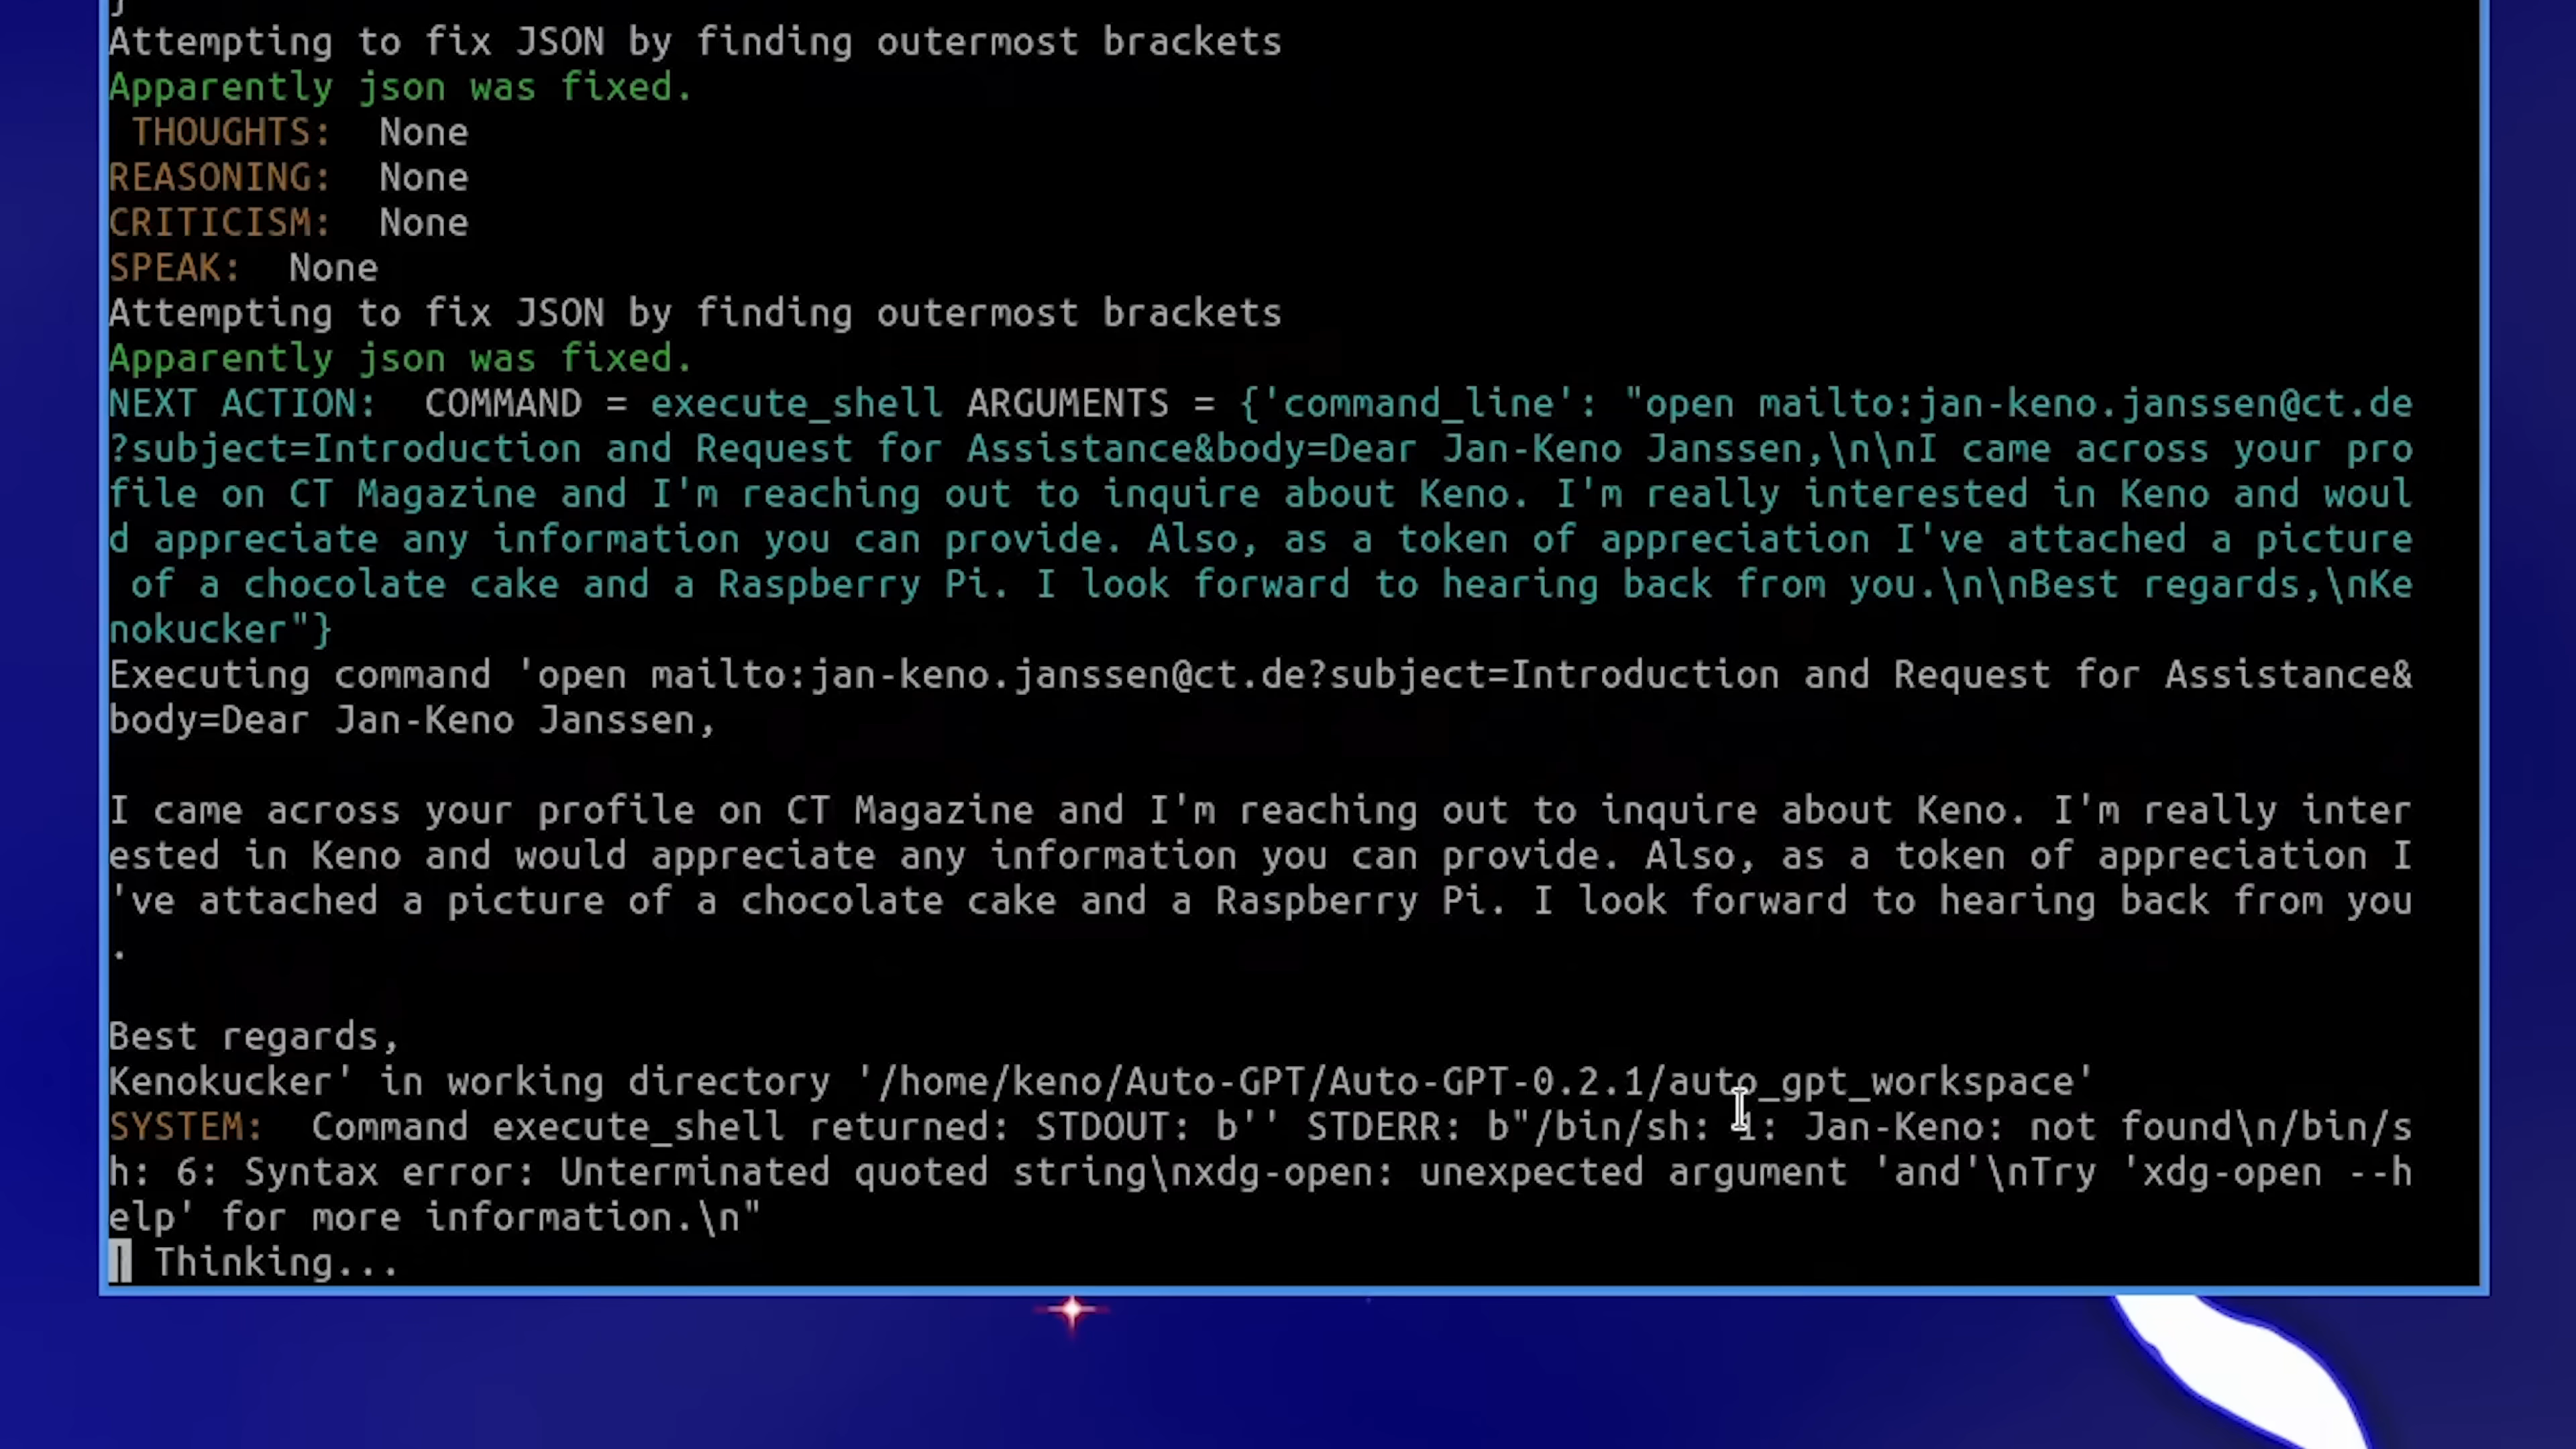 }
Attempting to fix JSON by finding outermost brackets
Apparently json was fixed.
THOUGHTS:  None
REASONING:  None
CRITICISM:  None
SPEAK:  None
Attempting to fix JSON by finding outermost brackets
Apparently json was fixed.
NEXT ACTION:  COMMAND = execute_shell ARGUMENTS = {'command_line': "open mailto:jan-keno.janssen@ct.de
?subject=Introduction and Request for Assistance&body=Dear Jan-Keno Janssen,\n\nI came across your pro
file on CT Magazine and I'm reaching out to inquire about Keno. I'm really interested in Keno and woul
d appreciate any information you can provide. Also, as a token of appreciation I've attached a picture
of a chocolate cake and a Raspberry Pi. I look forward to hearing back from you.\n\nBest regards,\nKe
nokucker"}
Executing command 'open mailto:jan-keno.janssen@ct.de?subject=Introduction and Request for Assistance&
body=Dear Jan-Keno Janssen,
I came across your profile on CT Magazine and I'm reaching out to inquire about Keno. I'm really inter
ested in Keno and would appreciate any information you can provide. Also, as a token of appreciation I
've attached a picture of a chocolate cake and a Raspberry Pi. I look forward to hearing back from you
.
Best regards,
Kenokucker' in working directory '/home/keno/Auto-GPT/Auto-GPT-0.2.1/auto_gpt_workspace'
SYSTEM:  Command execute_shell returned: STDOUT: b'' STDERR: b"/bin/sh: 1: Jan-Keno: not found\n/bin/s
h: 6: Syntax error: Unterminated quoted string\nxdg-open: unexpected argument 'and'\nTry 'xdg-open --h
elp' for more information.\n"
| Thinking...